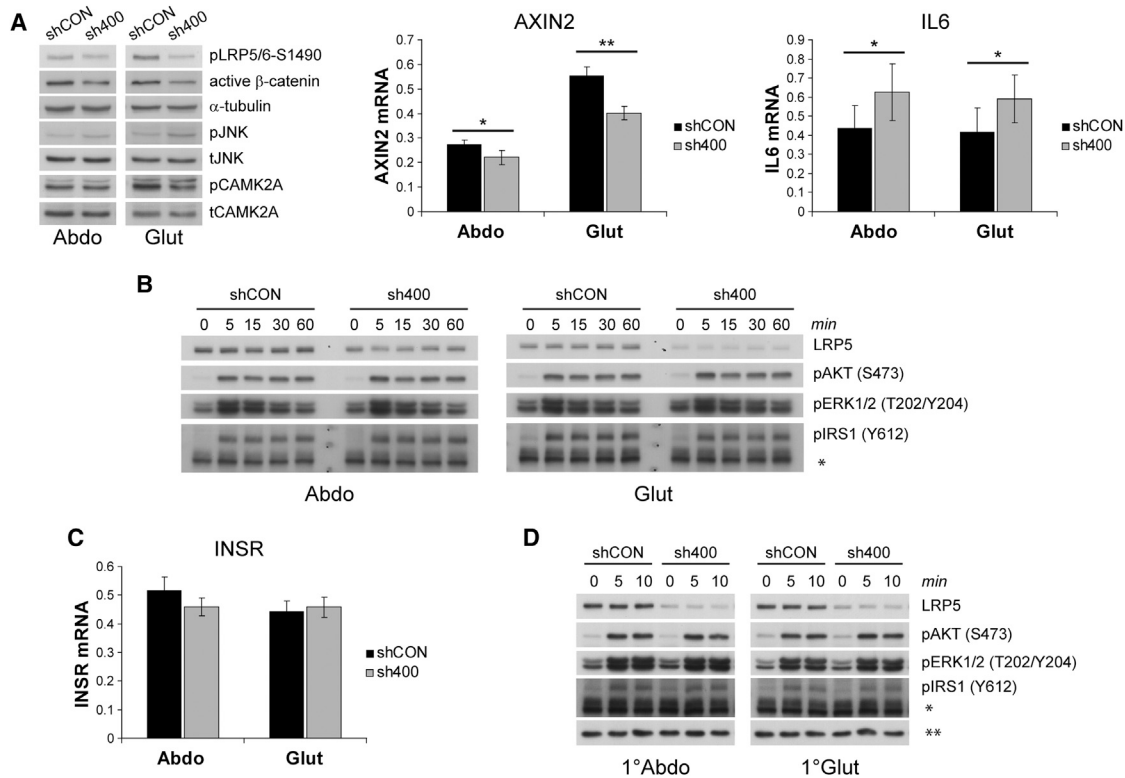 A
shCON sh400 shCON sh400
pLRP5/6-S1490
active β-catenin
α-tubulin
pJNK
tJNK
pCAMK2A
tCAMK2A
Abdo Glut
AXIN2
AXIN2 mRNA
0.7
0.6
0.5
0.4
0.3
0.2
0.1
0
*
**
shCON
sh400
Abdo Glut
IL6
IL6 mRNA
0.9
0.8
0.7
0.6
0.5
0.4
0.3
0.2
0.1
0
*
*
shCON
sh400
Abdo Glut
B
shCON sh400 shCON sh400
0 5 15 30 60 0 5 15 30 60 0 5 15 30 60 0 5 15 30 60 min
LRP5
pAKT (S473)
pERK1/2 (T202/Y204)
pIRS1 (Y612)
*
Abdo Glut
C
INSR
INSR mRNA
0.6
0.5
0.4
0.3
0.2
0.1
0
shCON
sh400
Abdo Glut
D
shCON sh400 shCON sh400
0 5 10 0 5 10 0 5 10 0 5 10 min
LRP5
pAKT (S473)
pERK1/2 (T202/Y204)
pIRS1 (Y612)
*
**
1°Abdo 1°Glut